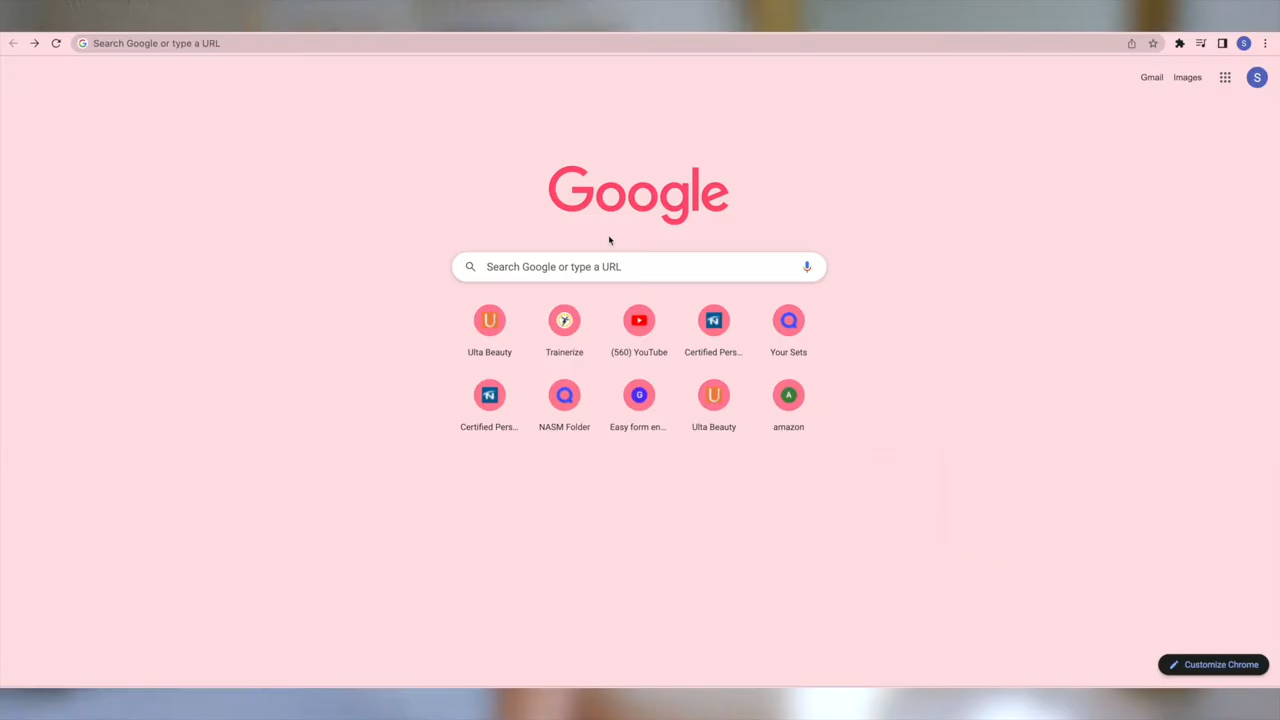 Search Google or type a URL
S
Gmail Images S
Google
Search Google or type a URL
U
Ulta Beauty Trainerize (560) YouTube Certified Pers... Your Sets
G U A
Certified Pers... NASM Folder Easy form en... Ulta Beauty amazon
Customize Chrome